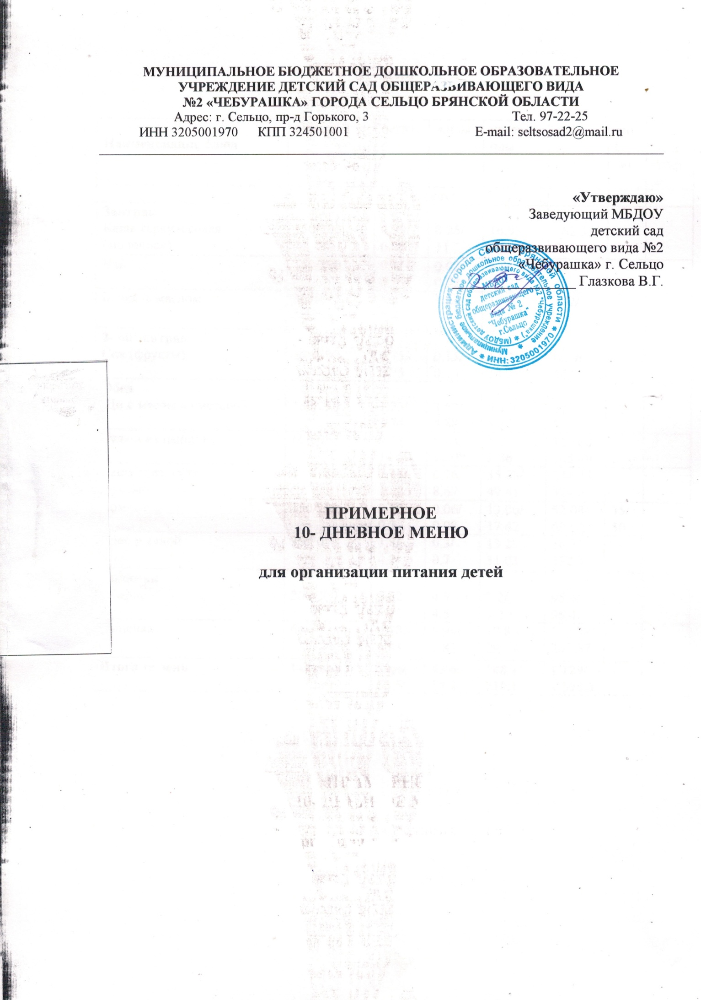 МУНИЦИПАЛЬНОЕ БЮДЖЕТНОЕ ДОШКОЛЬНОЕ ОБРАЗОВАТЕЛЬНОЕ
УЧРЕЖДЕНИЕ ДЕТСКИЙ САД ОБЩЕРАЗВИВАЮЩЕГО ВИДА
№2 «ЧЕБУРАШКА» ГОРОДА СЕЛЬЦО БРЯНСКОЙ ОБЛАСТИ
Адрес: г. Сельцо, пр-д Горького, 3 Тел. 97-22-25
ИНН 3205001970 КПП 324501001 E-mail: seltsosad2@mail.ru
«Утверждаю»
Заведующий МБДОУ
детский сад
общеразвивающего вида №2
«Чебурашка» г. Сельцо
Глазкова В.Г.
* Администрация города Сельцо Брянской области * ИНН: 3205001970
* Муниципальное бюджетное дошкольное образовательное учреждение
* (МБДОУ детский сад общеразвивающего вида №2 "Чебурашка")
МБДОУ
детский сад
общеразвивающего
вида № 2
"Чебурашка"
г.Сельцо
ПРИМЕРНОЕ
10- ДНЕВНОЕ МЕНЮ
для организации питания детей